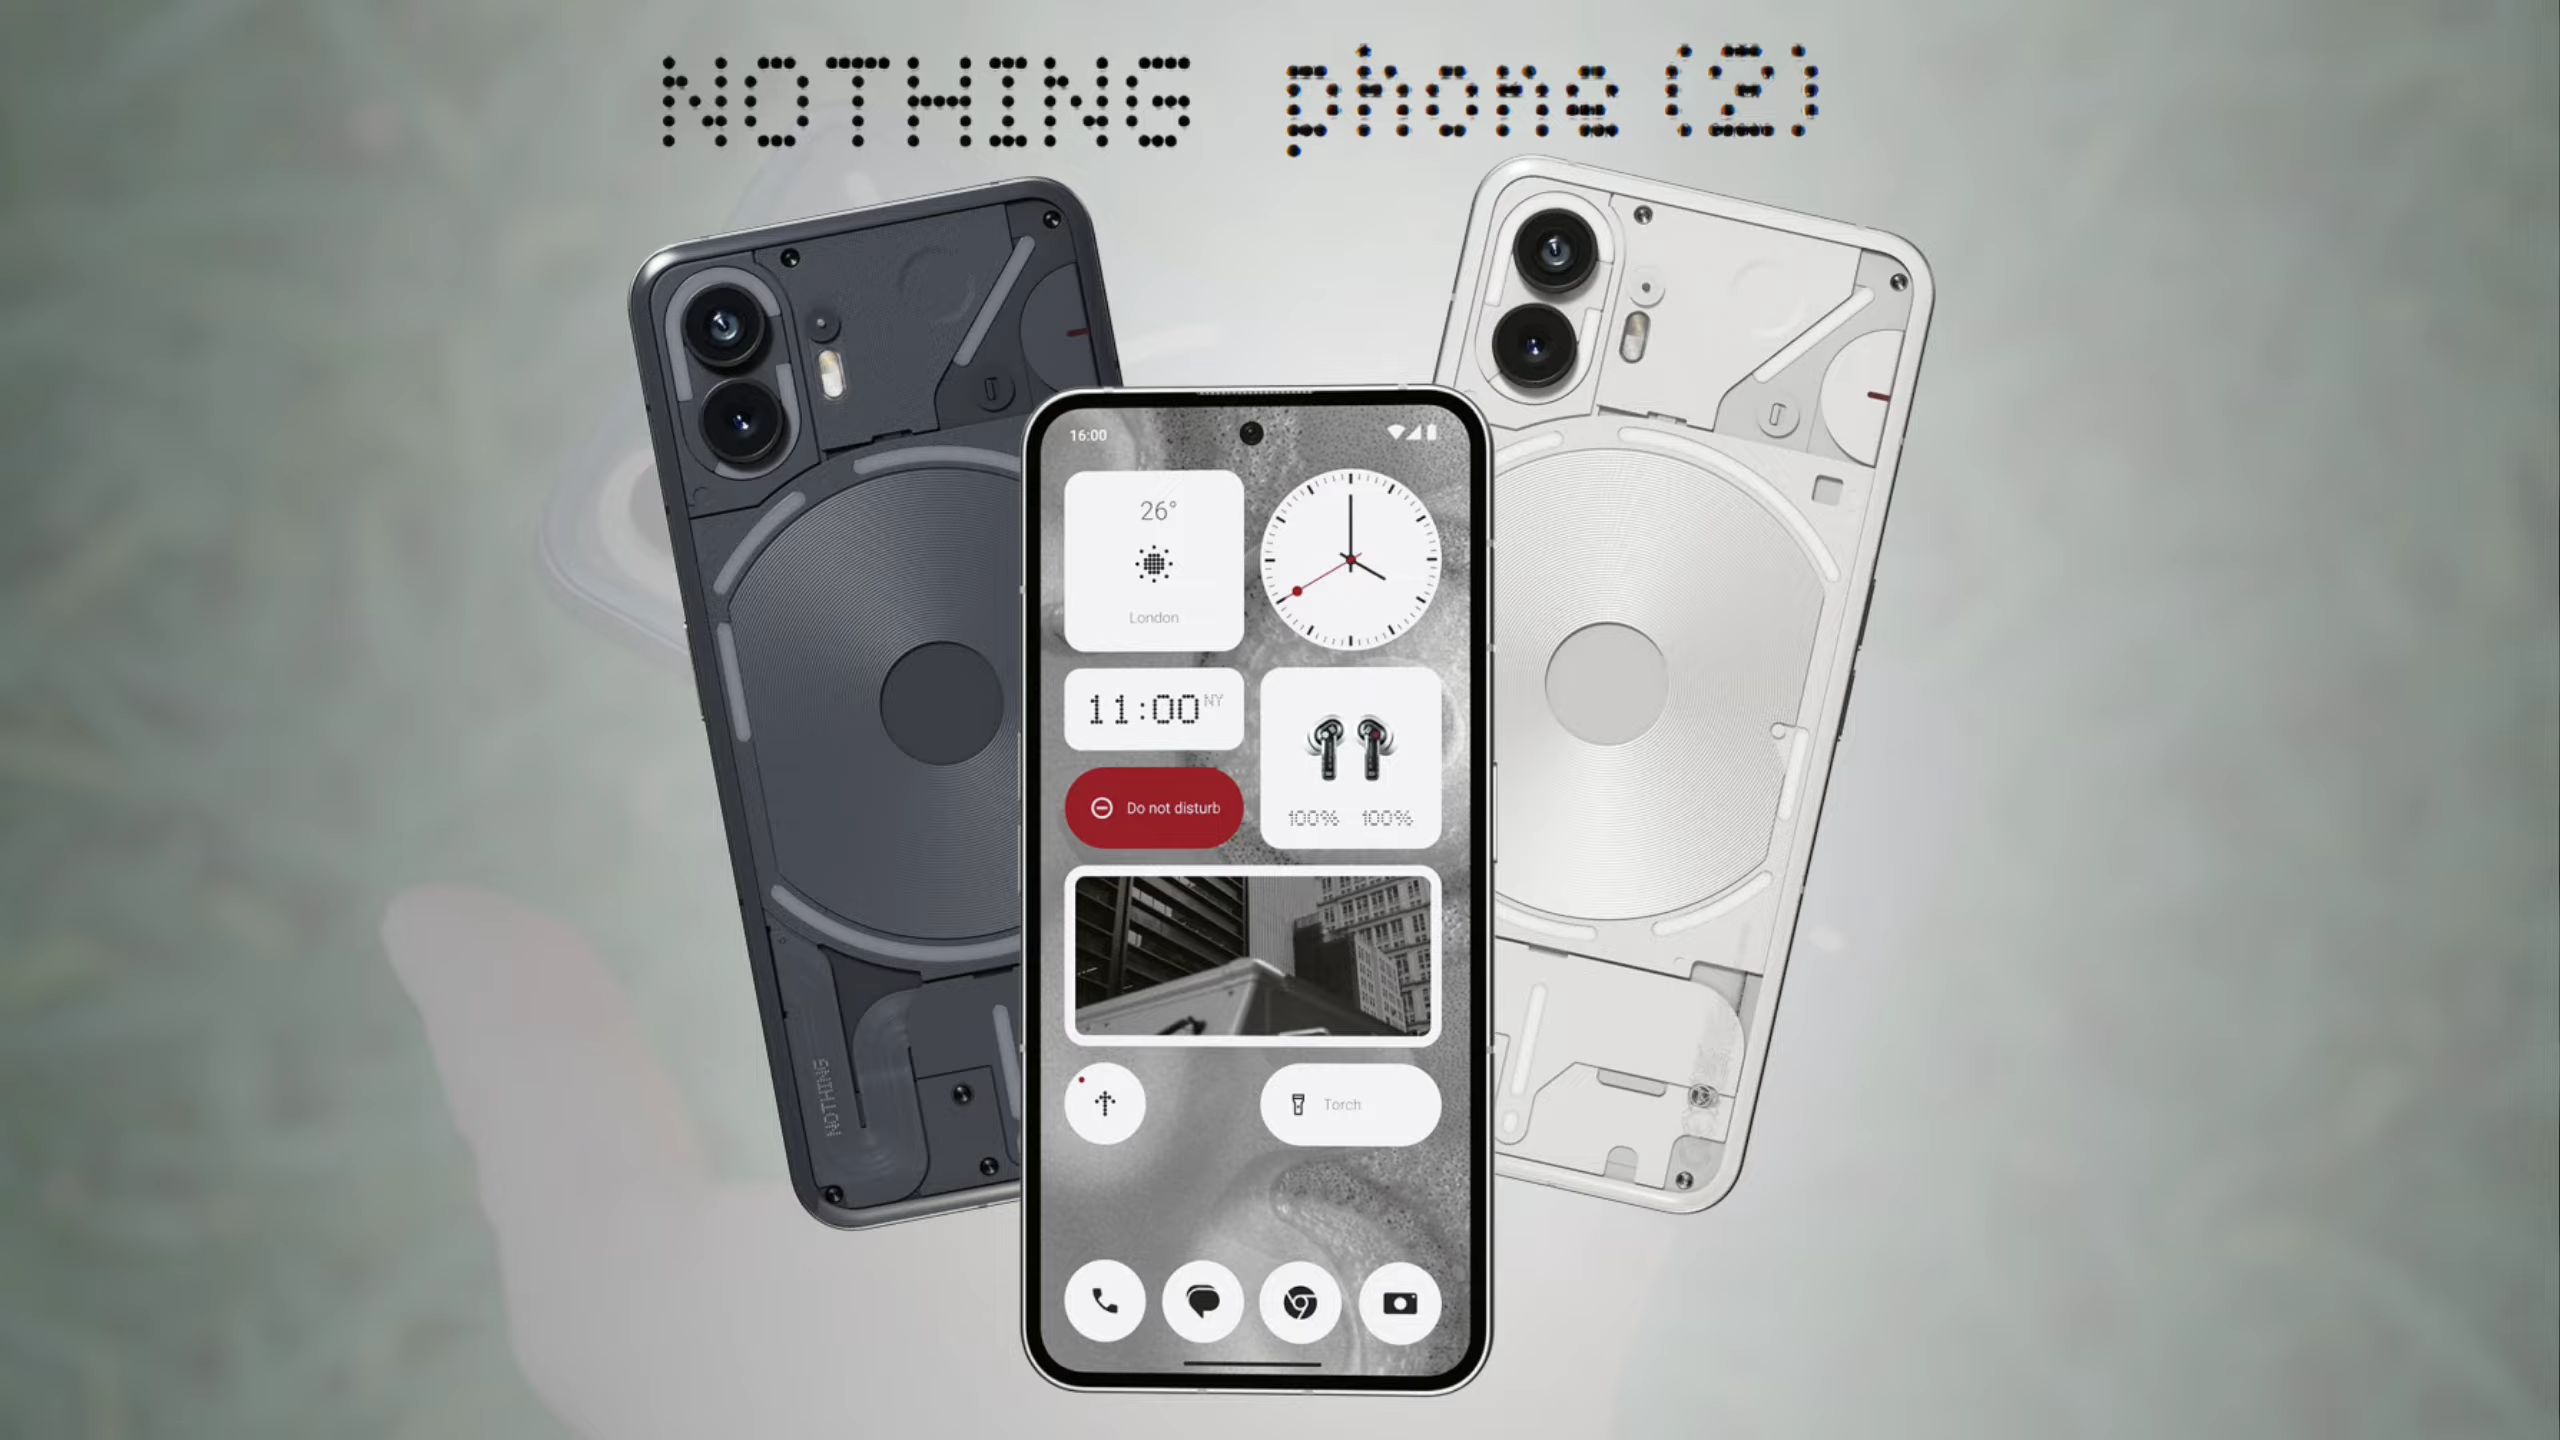 NOTHING phone (2)
16:00
26°
London
11:00 NY
Do not disturb
100% 100%
Torch
NOTHING